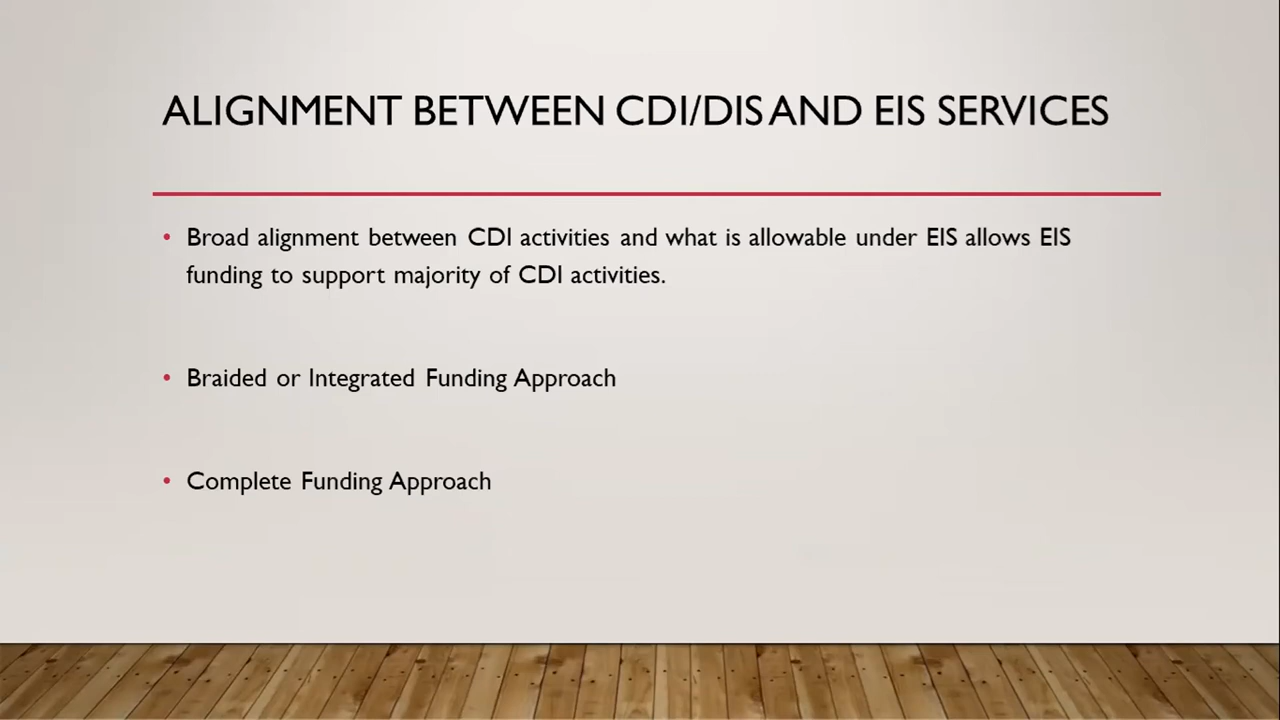 ALIGNMENT BETWEEN CDI/DIS AND EIS SERVICES
• Broad alignment between CDI activities and what is allowable under EIS allows EIS
funding to support majority of CDI activities.
• Braided or Integrated Funding Approach
• Complete Funding Approach